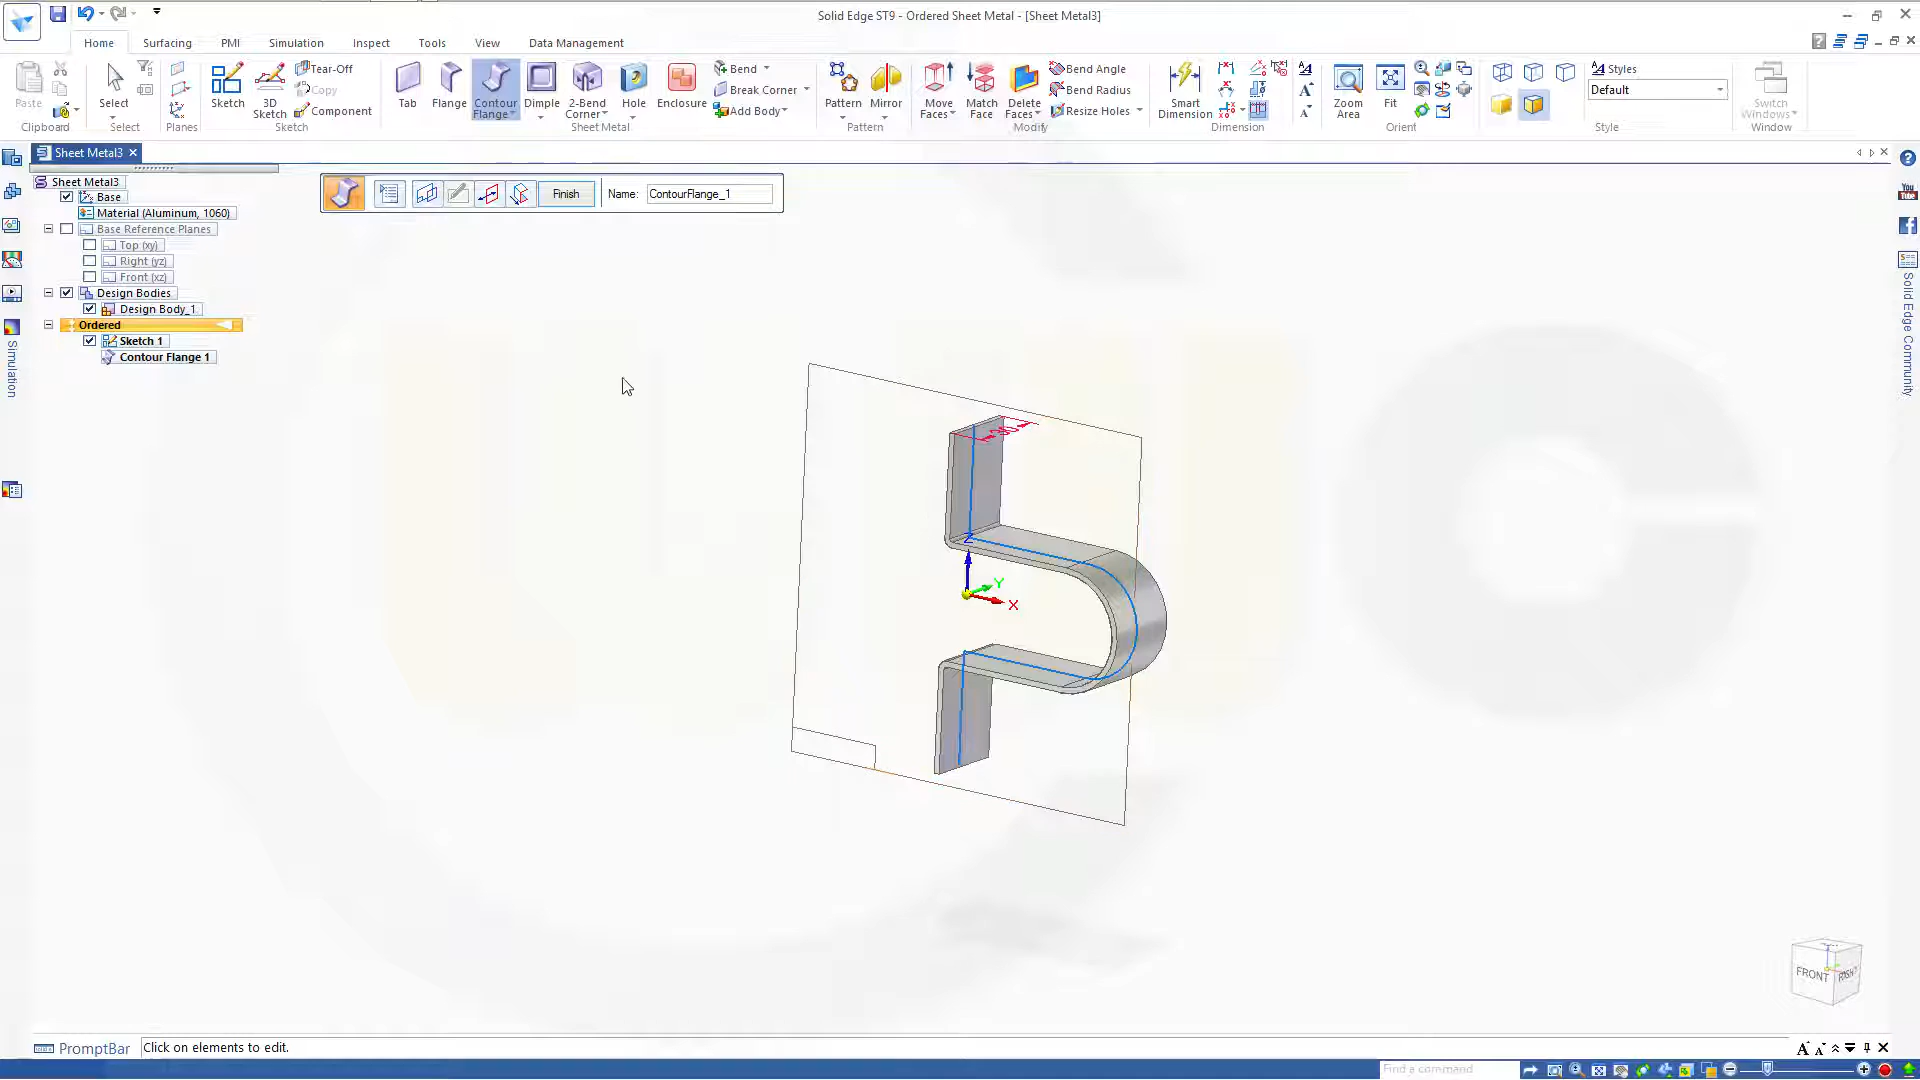 Solid Edge ST9 - Ordered Sheet Metal - [Sheet Metal3]
Home Surfacing PMI Simulation Inspect Tools View Data Management
Paste
Clipboard
Select
Select
Planes
Sketch
3D Sketch
Tear-Off
Copy
Component
Sketch
Tab
Flange
Contour Flange
Dimple
2-Bend Corner
Hole
Enclosure
Bend
Break Corner
Add Body
Sheet Metal
Pattern
Mirror
Pattern
Move Faces
Match Face
Delete Faces
Bend Angle
Bend Radius
Resize Holes
Modify
Smart Dimension
Dimension
Zoom Area
Fit
Orient
Styles
Default
Style
Switch Windows
Window
Sheet Metal3
Sheet Metal3
Base
Material (Aluminum, 1060)
Base Reference Planes
Top (xy)
Right (yz)
Front (xz)
Design Bodies
Design Body_1
Ordered
Sketch 1
Contour Flange 1
Simulation
Finish
Name: ContourFlange_1
30
Z
Y
X
You Tube
Solid Edge Community
FRONT
RIGHT
PromptBar Click on elements to edit.
Find a command